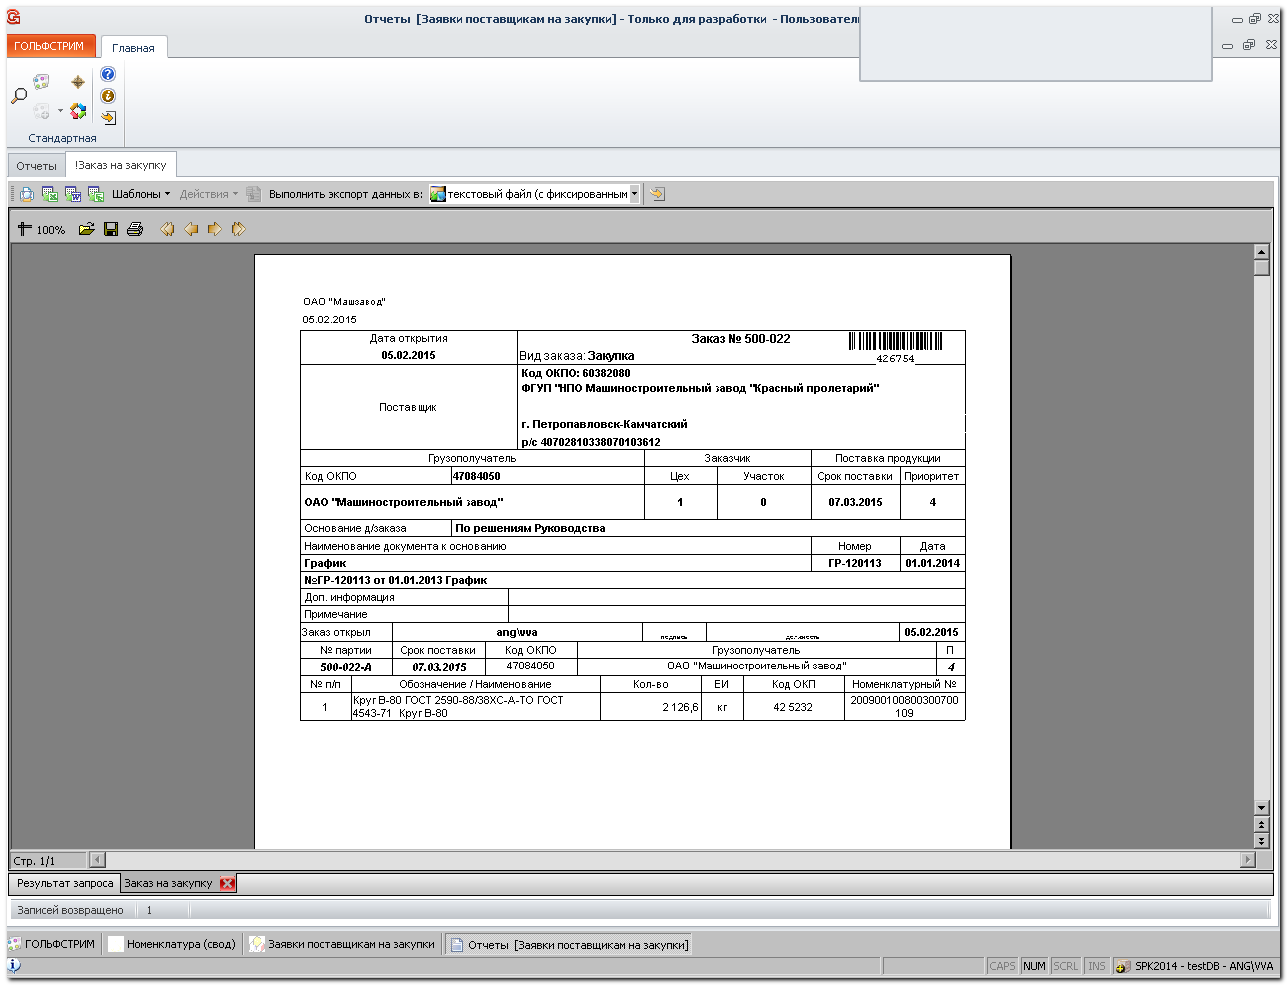 Отчеты [Заявки поставщикам на закупки] - Только для разработки - Пользователь
ГОЛЬФСТРИМ
Главная
Стандартная
Отчеты
!Заказ на закупку
Шаблоны
Действия
Выполнить экспорт данных в:
текстовый файл (с фиксированным
100%
ОАО "Машзавод"
05.02.2015
Дата открытия
Заказ № 500-022
05.02.2015
Вид заказа: Закупка
426754
Поставщик
Код ОКПО: 60382080
ФГУП "НПО Машиностроительный завод "Красный пролетарий"
г. Петропавловск-Камчатский
р/с 40702810338070103612
Грузополучатель Заказчик Поставка продукции
Код ОКПО 47084050 Цех Участок Срок поставки Приоритет
ОАО "Машиностроительный завод" 1 0 07.03.2015 4
Основание д/заказа По решениям Руководства
Наименование документа к основанию Номер Дата
График ГР-120113 01.01.2014
№ГР-120113 от 01.01.2013 График
Доп. информация
Примечание
Заказ открыл ang\vva подпись должность 05.02.2015
№ партии Срок поставки Код ОКПО Грузополучатель П
500-022-А 07.03.2015 47084050 ОАО "Машиностроительный завод" 4
№ п/п Обозначение / Наименование Кол-во ЕИ Код ОКП Номенклатурный №
1 Круг В-80 ГОСТ 2590-88/38ХС-А-ТО ГОСТ 2 126,6 кг 42 5232 200900100800300700
4543-71 Круг В-80 109
Стр. 1/1
Результат запроса
Заказ на закупку
Записей возвращено 1
ГОЛЬФСТРИМ
Номенклатура (свод)
Заявки поставщикам на закупки
Отчеты [Заявки поставщикам на закупки]
CAPS NUM SCRL INS SPK2014 - testDB - ANG\VVA